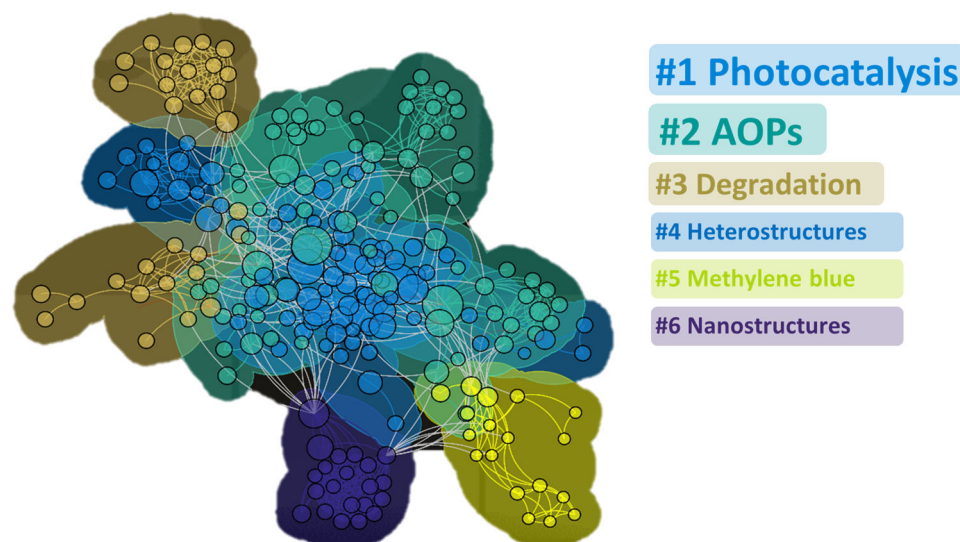 #1 Photocatalysis
#2 AOPs
#3 Degradation
#4 Heterostructures
#5 Methylene blue
#6 Nanostructures